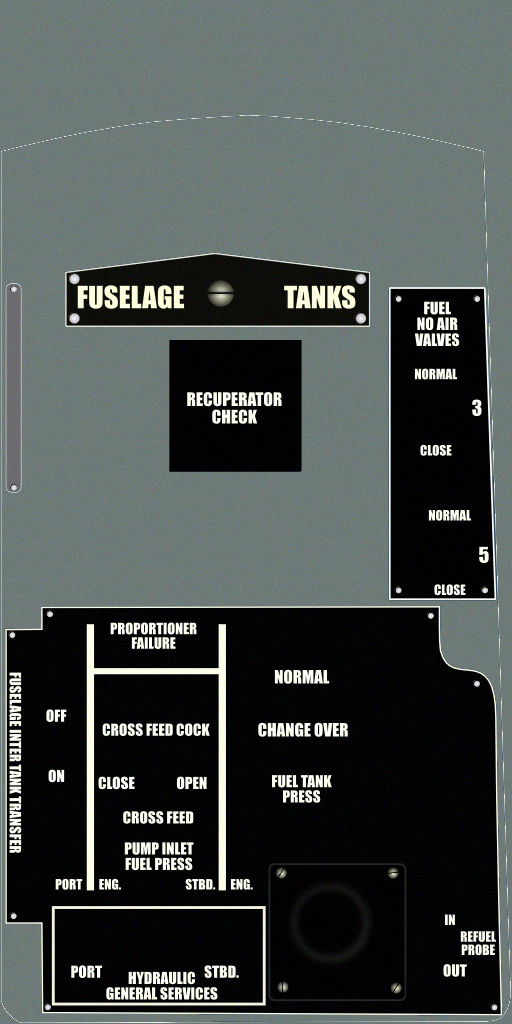 FUSELAGE TANKS
FUEL
NO AIR
VALVES
NORMAL
3
CLOSE
NORMAL
5
CLOSE
RECUPERATOR
CHECK
FUSELAGE INTER TANK TRANSFER
OFF
ON
PROPORTIONER
FAILURE
CROSS FEED COCK
CLOSE OPEN
CROSS FEED
PUMP INLET
FUEL PRESS
PORT ENG. STBD. ENG.
NORMAL
CHANGE OVER
FUEL TANK
PRESS
PORT STBD.
HYDRAULIC
GENERAL SERVICES
IN
REFUEL
PROBE
OUT